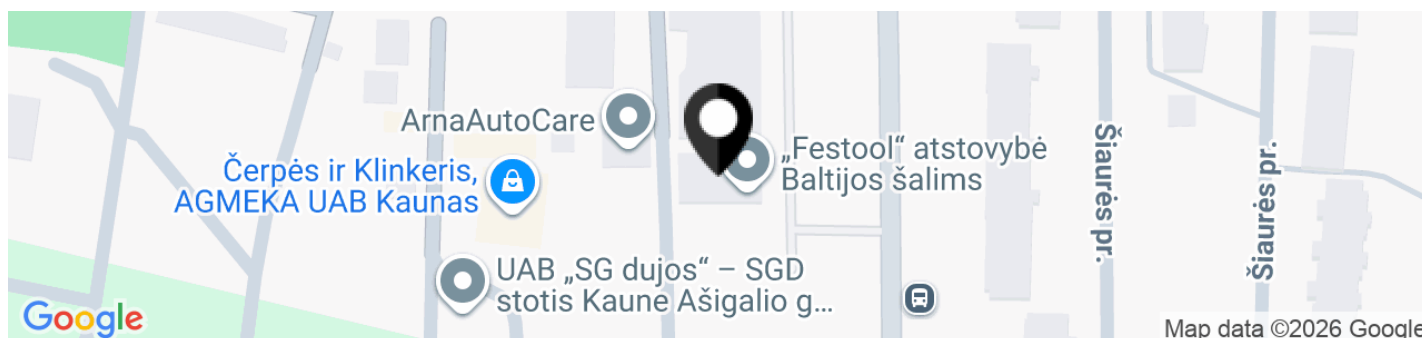 ArnaAutoCare
„Festool“ atstovybė
Baltijos šalims
Čerpės ir Klinkeris,
AGMEKA UAB Kaunas
UAB „SG dujos“ – SGD
stotis Kaune Ašigalio g...
Šiaurės pr.
Šiaurės pr.
Google
Map data ©2026 Google